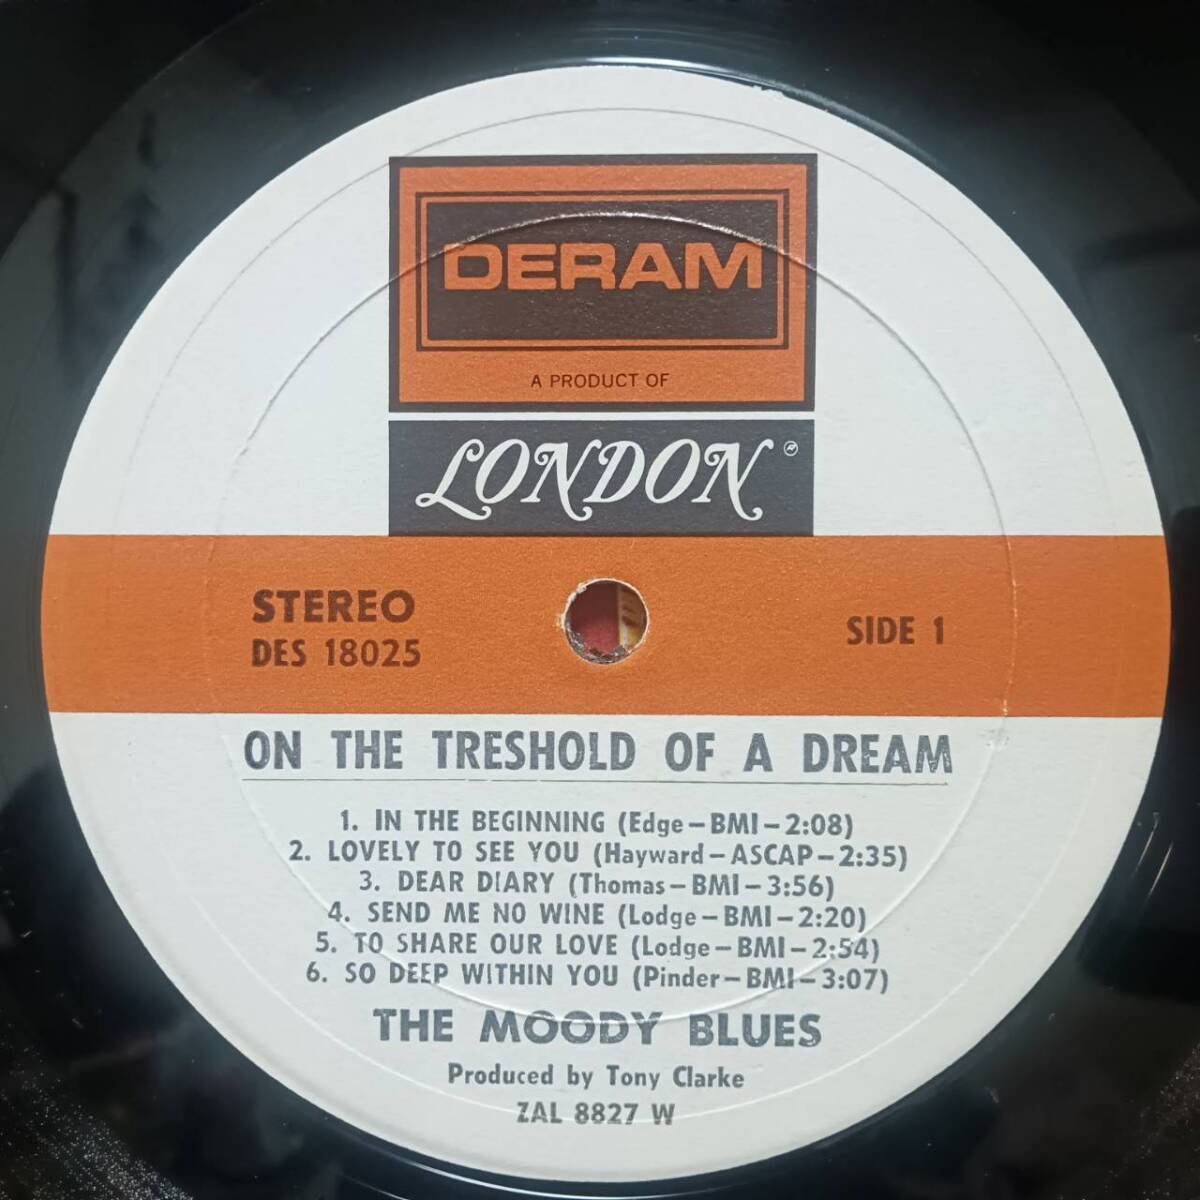 DERAM
A PRODUCT OF
LONDON®
STEREO
DES 18025
SIDE 1
ON THE TRESHOLD OF A DREAM
1. IN THE BEGINNING (Edge–BMI–2:08)
2. LOVELY TO SEE YOU (Hayward–ASCAP–2:35)
3. DEAR DIARY (Thomas–BMI–3:56)
4. SEND ME NO WINE (Lodge–BMI–2:20)
5. TO SHARE OUR LOVE (Lodge–BMI–2:54)
6. SO DEEP WITHIN YOU (Pinder–BMI–3:07)
THE MOODY BLUES
Produced by Tony Clarke
ZAL 8827 W